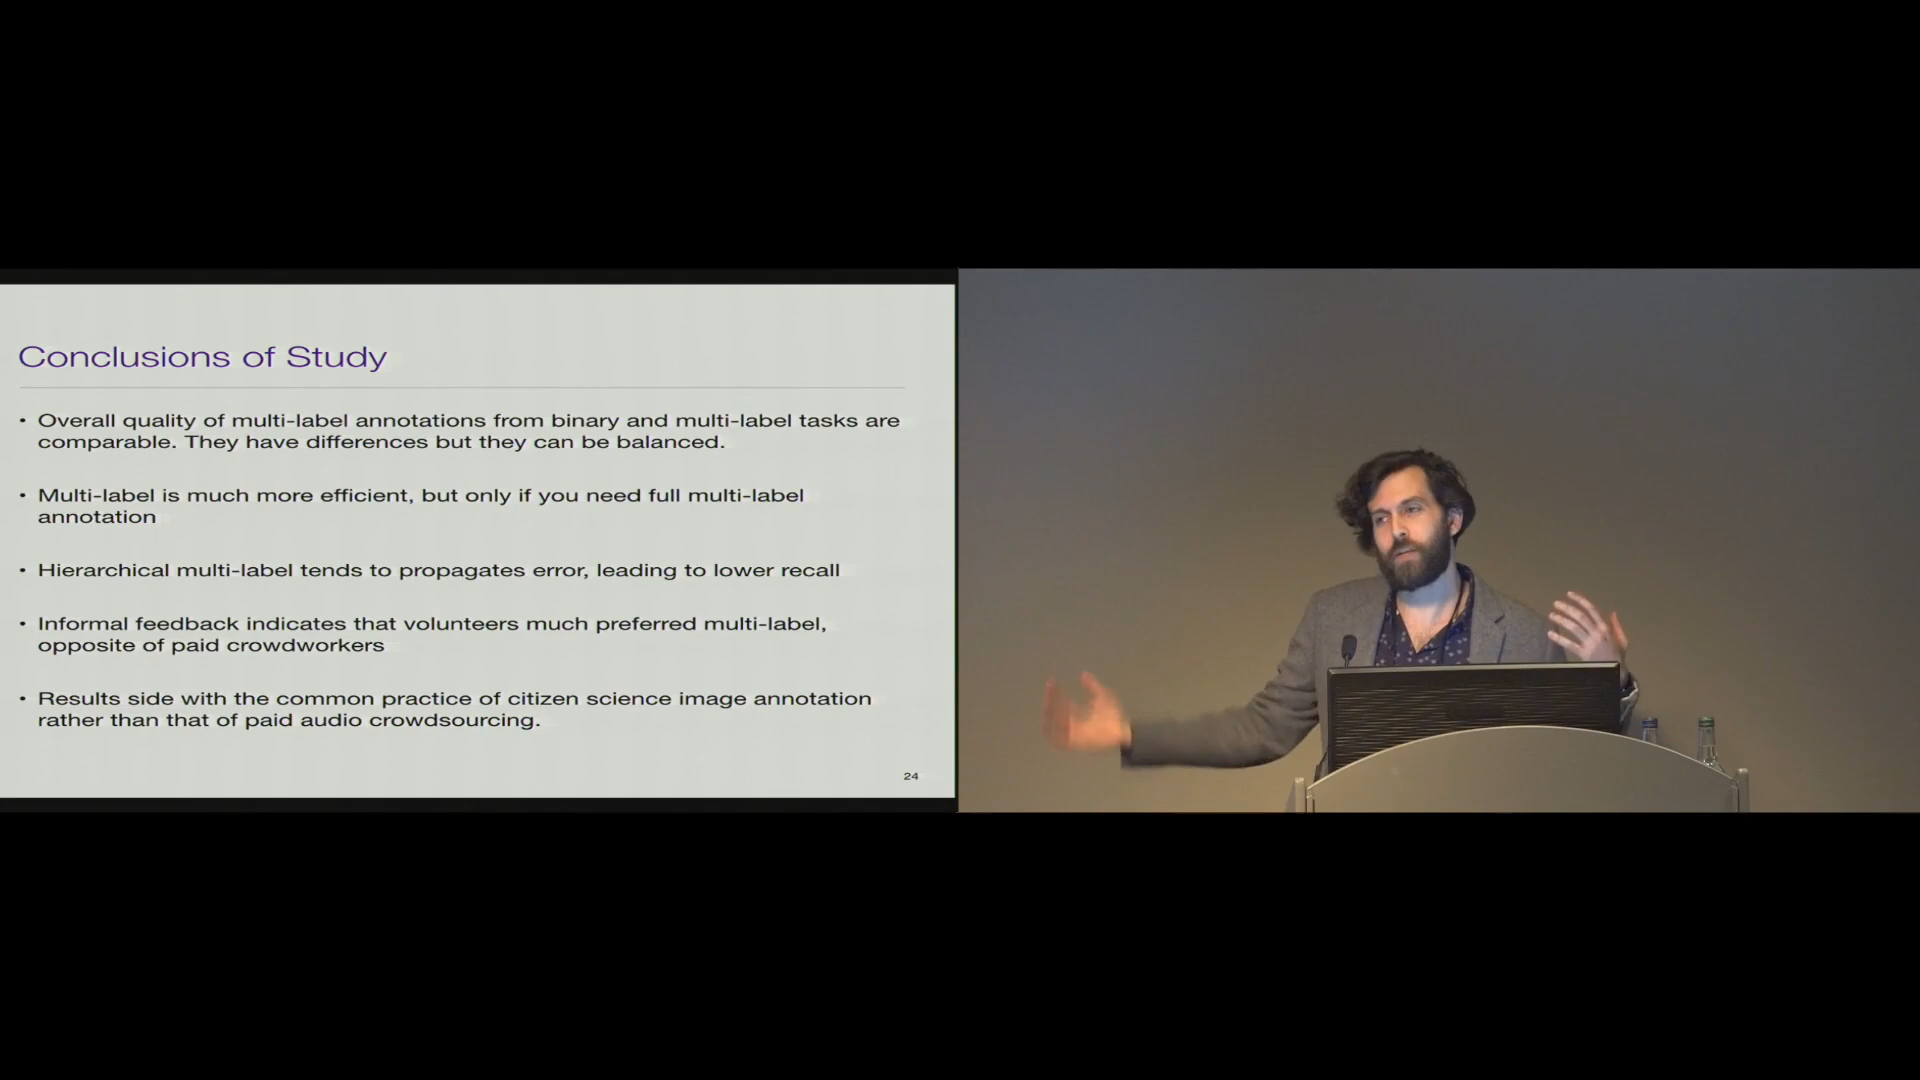 Conclusions of Study
• Overall quality of multi-label annotations from binary and multi-label tasks are
comparable. They have differences but they can be balanced.
• Multi-label is much more efficient, but only if you need full multi-label
annotation
• Hierarchical multi-label tends to propagates error, leading to lower recall
• Informal feedback indicates that volunteers much preferred multi-label,
opposite of paid crowdworkers
• Results side with the common practice of citizen science image annotation
rather than that of paid audio crowdsourcing.
24